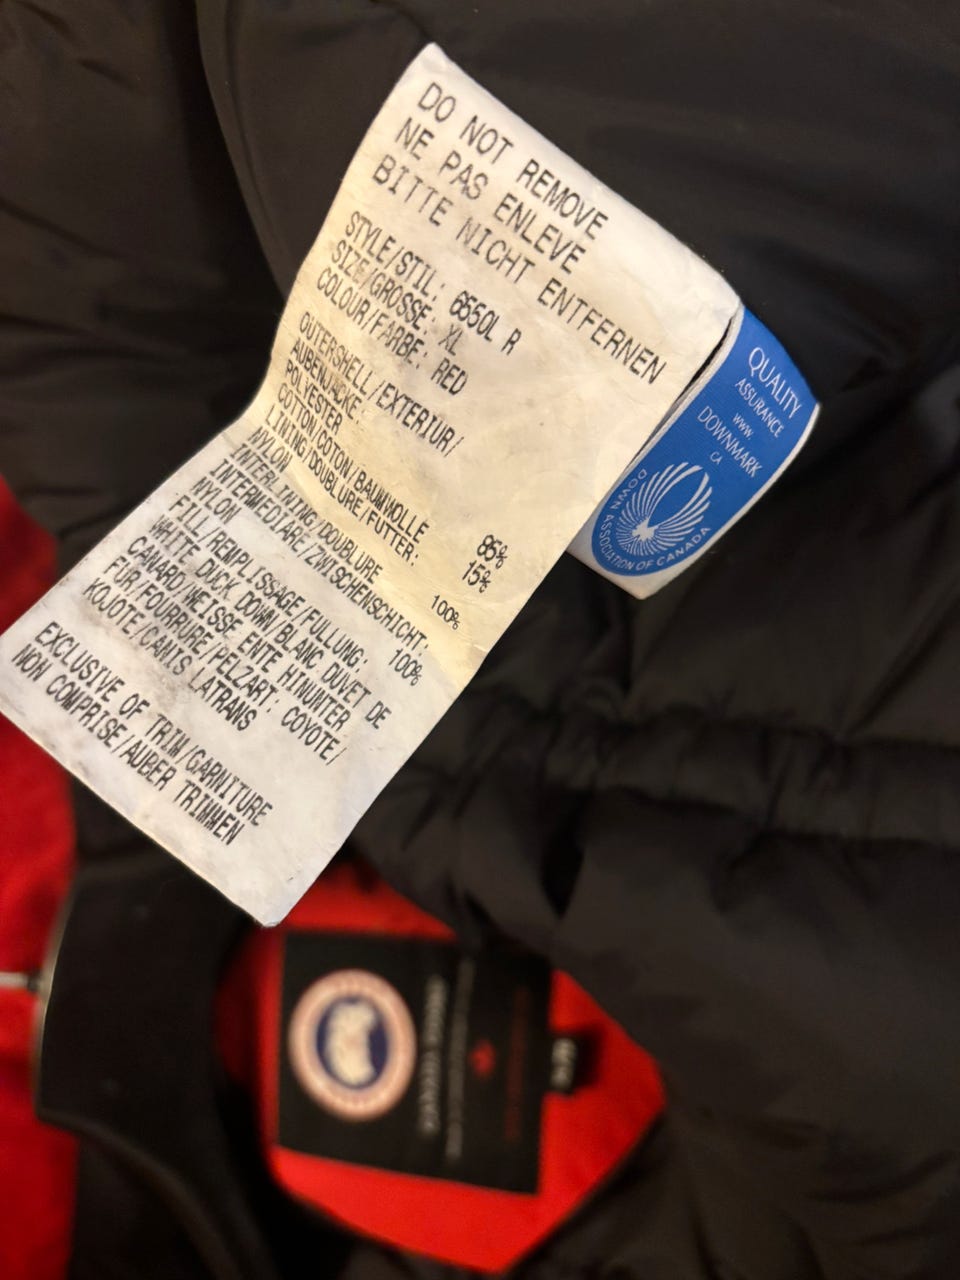 DO NOT REMOVE
NE PAS ENLEVE
BITTE NICHT ENTFERNEN
STYLE/STIL: 6550L R
SIZE/GROSSE: XL
COLOUR/FARBE: RED
OUTERSHELL/EXTERIUR/
AUBENJACKE:
POLYESTER 85%
COTTON/COTON/BAUMWOLLE 15%
LINING/DOUBLURE/FUTTER:
NYLON 100%
INTERLINING/DOUBLURE
INTERMEDIARE/ZWISCHENSCHICHT:
NYLON 100%
FILL/REMPLISSAGE/FULLUNG:
WHITE DUCK DOWN/BLANC DUVET DE
CANARD/WEISSE ENTE HINUNTER
FUR/FOURRURE/PELZART: COYOTE/
KOJOTE/CANIS LATRANS
EXCLUSIVE OF TRIM/GARNITURE
NON COMPRISE/AUBER TRIMMEN
QUALITY
ASSURANCE
www.
DOWNMARK
CA
DOWN ASSOCIATION OF CANADA